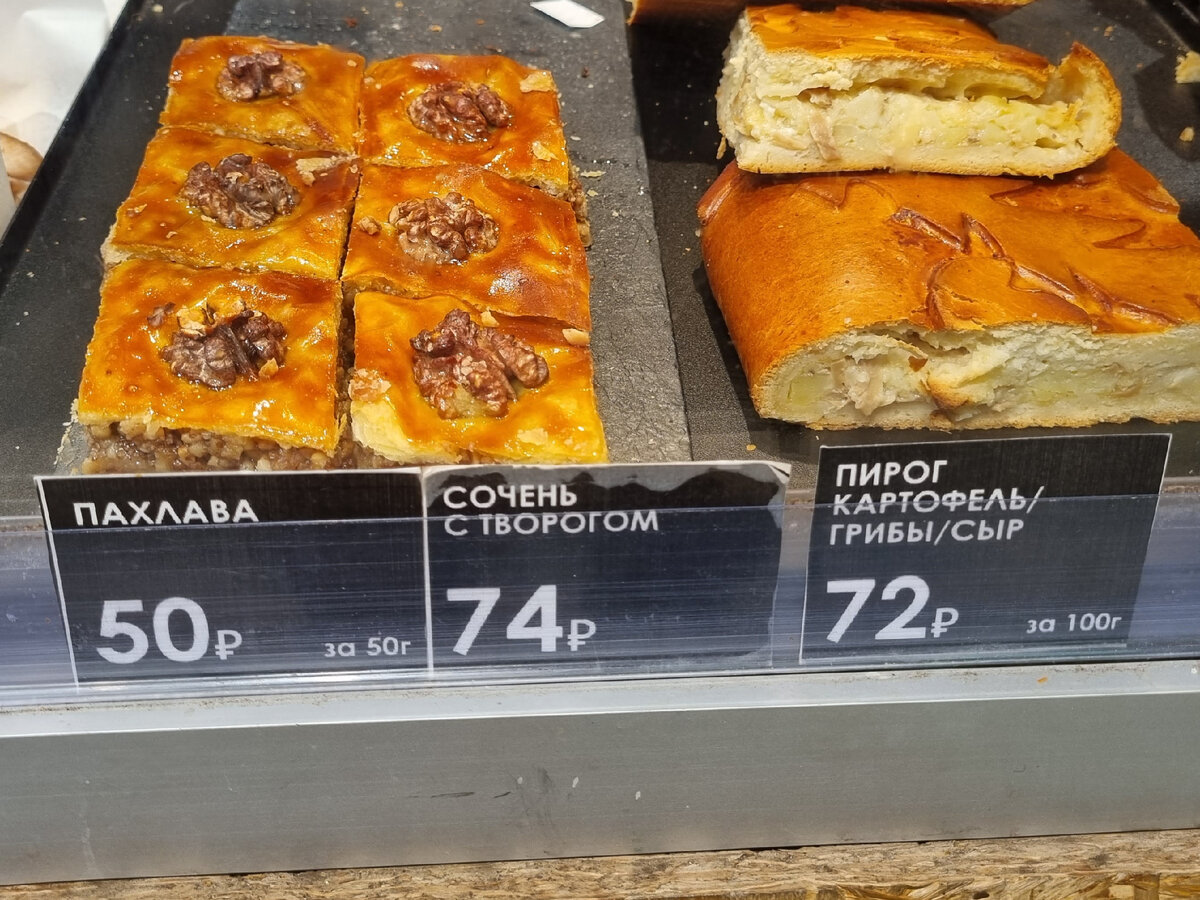 ПАХЛАВА
50₽ за 50г
СОЧЕНЬ
С ТВОРОГОМ
74₽
ПИРОГ
КАРТОФЕЛЬ/
ГРИБЫ/СЫР
72₽ за 100г